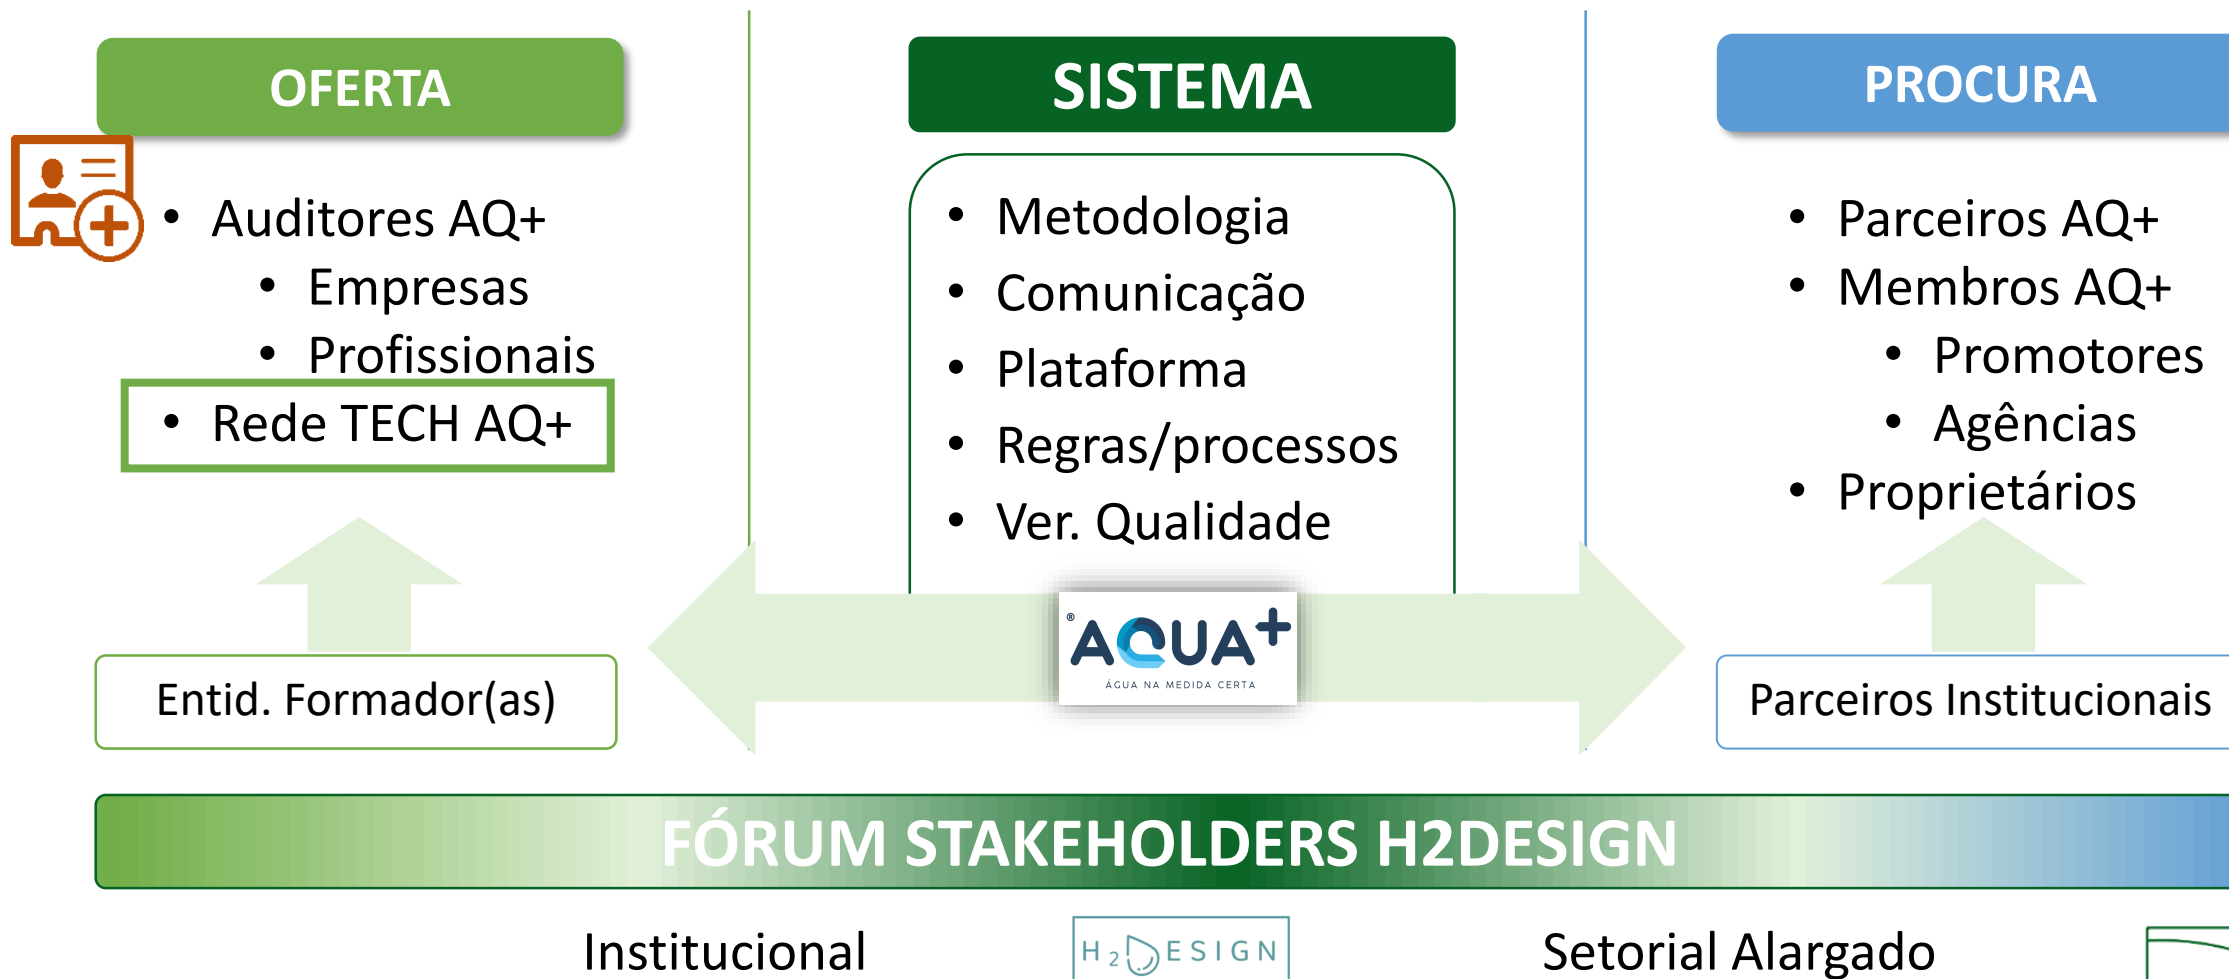 OFERTA
• Auditores AQ+
• Empresas
• Profissionais
• Rede TECH AQ+
Entid. Formador(as)
SISTEMA
• Metodologia
• Comunicação
• Plataforma
• Regras/processos
• Ver. Qualidade
®AQUA+
ÁGUA NA MEDIDA CERTA
PROCURA
• Parceiros AQ+
• Membros AQ+
• Promotores
• Agências
• Proprietários
Parceiros Institucionais
FÓRUM STAKEHOLDERS H2DESIGN
Institucional
H2DESIGN
Setorial Alargado